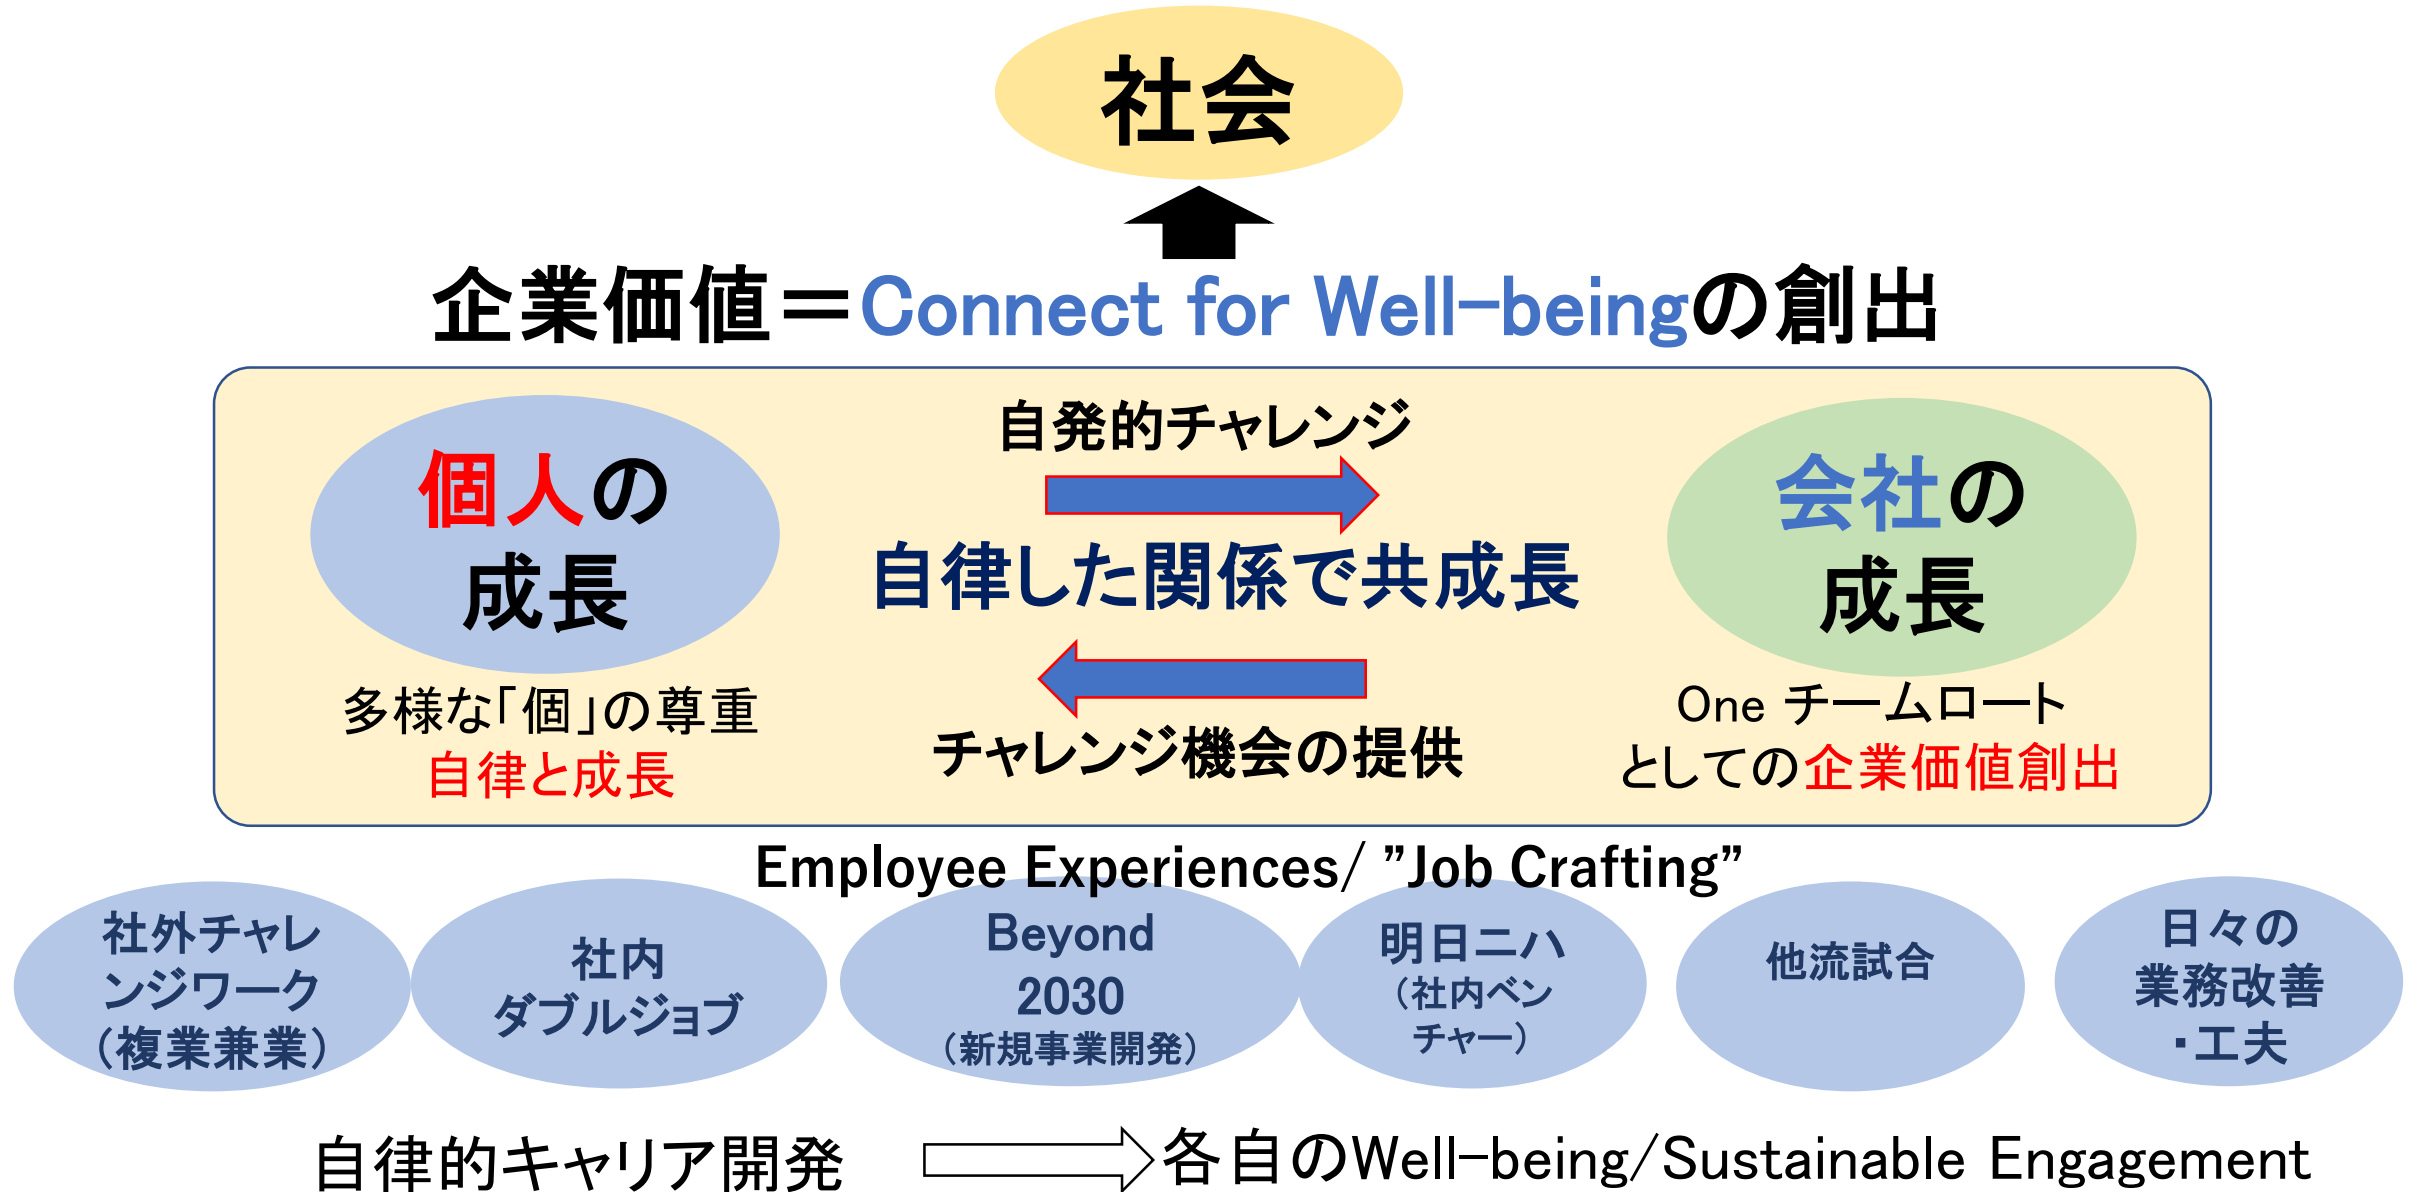 社会
企業価値＝Connect for Well-beingの創出
自発的チャレンジ
個人の
成長
自律した関係で共成長
会社の
成長
多様な「個」の尊重
自律と成長
チャレンジ機会の提供
One チームロート
としての企業価値創出
Employee Experiences/ ”Job Crafting”
社外チャレ
ンジワーク
（複業兼業）
社内
ダブルジョブ
Beyond
2030
（新規事業開発）
明日ニハ
（社内ベン
チャー）
他流試合
日々の
業務改善
・工夫
自律的キャリア開発
各自のWell-being/Sustainable Engagement